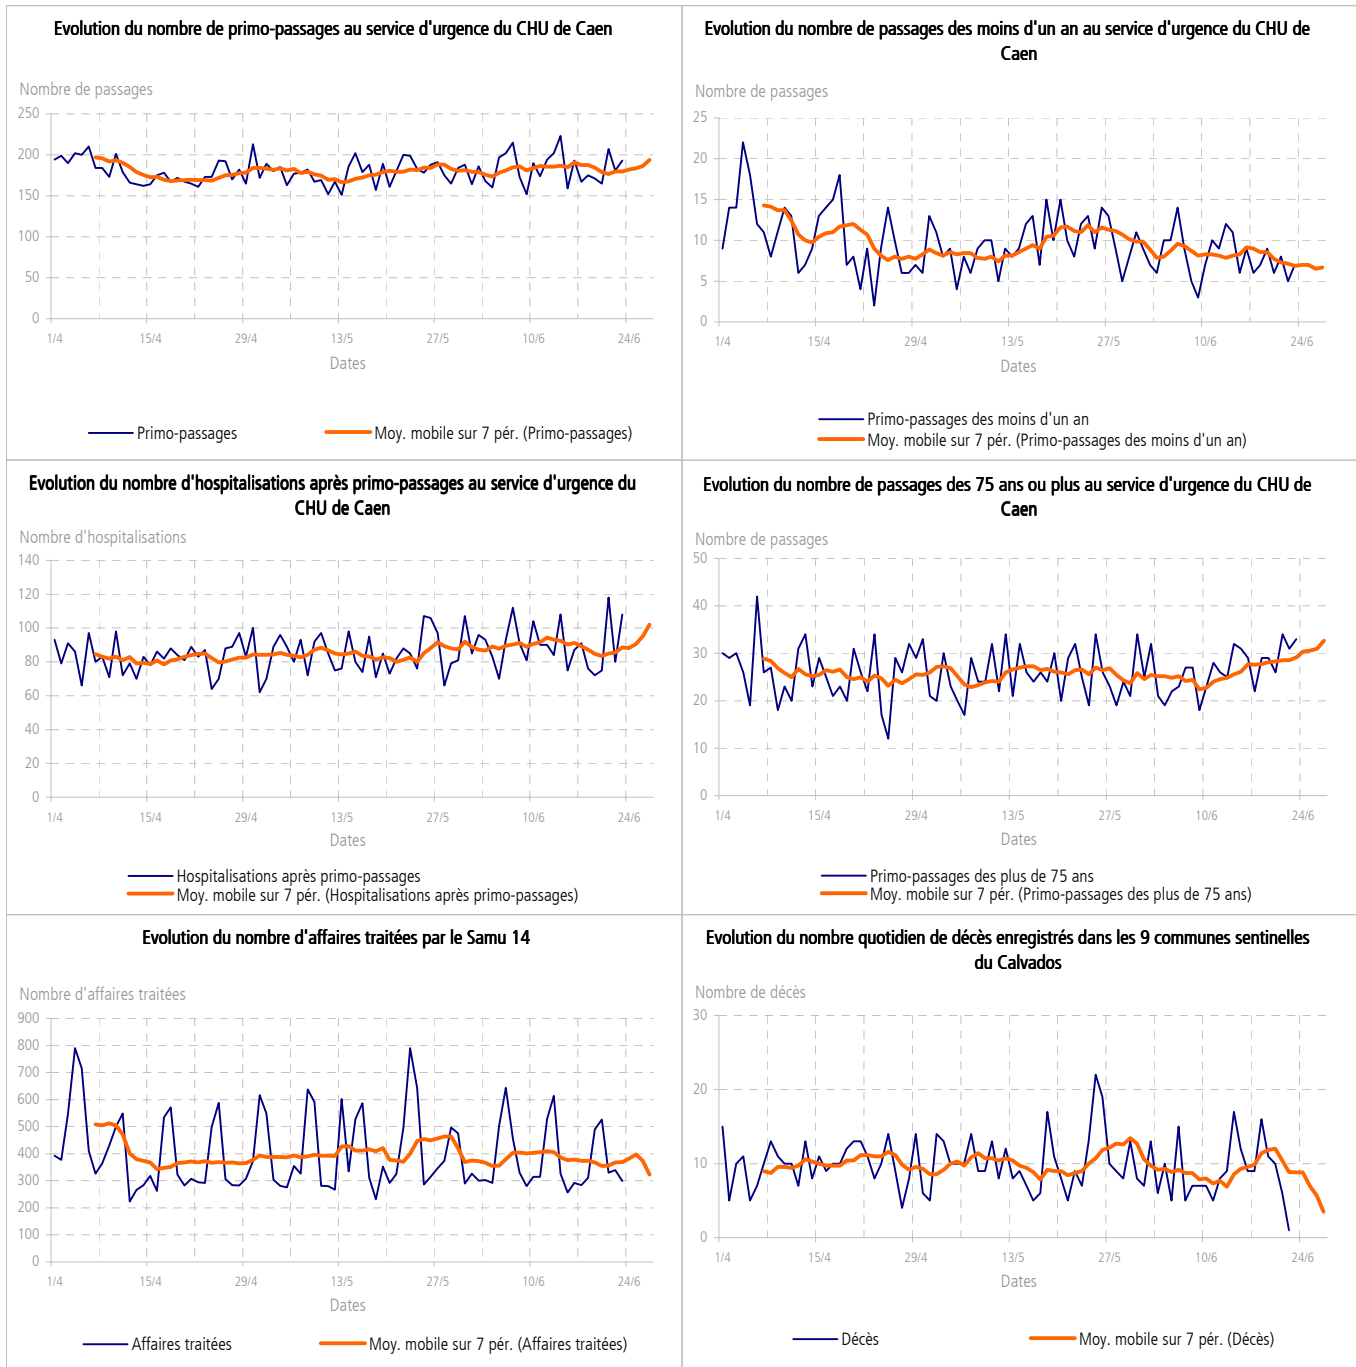 Evolution du nombre de primo-passages au service d'urgence du CHU de Caen
Nombre de passages
250
200
150
100
50
0
1/4 15/4 29/4 13/5 27/5 10/6 24/6
Dates
Primo-passages
Moy. mobile sur 7 pér. (Primo-passages)
Evolution du nombre de passages des moins d'un an au service d'urgence du CHU de
Caen
Nombre de passages
25
20
15
10
5
0
1/4 15/4 29/4 13/5 27/5 10/6 24/6
Dates
Primo-passages des moins d'un an
Moy. mobile sur 7 pér. (Primo-passages des moins d'un an)
Evolution du nombre d'hospitalisations après primo-passages au service d'urgence du
CHU de Caen
Nombre d'hospitalisations
140
120
100
80
60
40
20
0
1/4 15/4 29/4 13/5 27/5 10/6 24/6
Dates
Hospitalisations après primo-passages
Moy. mobile sur 7 pér. (Hospitalisations après primo-passages)
Evolution du nombre de passages des 75 ans ou plus au service d'urgence du CHU de
Caen
Nombre de passages
50
40
30
20
10
0
1/4 15/4 29/4 13/5 27/5 10/6 24/6
Dates
Primo-passages des plus de 75 ans
Moy. mobile sur 7 pér. (Primo-passages des plus de 75 ans)
Evolution du nombre d'affaires traitées par le Samu 14
Nombre d'affaires traitées
900
800
700
600
500
400
300
200
100
0
1/4 15/4 29/4 13/5 27/5 10/6 24/6
Dates
Affaires traitées
Moy. mobile sur 7 pér. (Affaires traitées)
Evolution du nombre quotidien de décès enregistrés dans les 9 communes sentinelles
du Calvados
Nombre de décès
30
20
10
0
1/4 15/4 29/4 13/5 27/5 10/6 24/6
Dates
Décès
Moy. mobile sur 7 pér. (Décès)